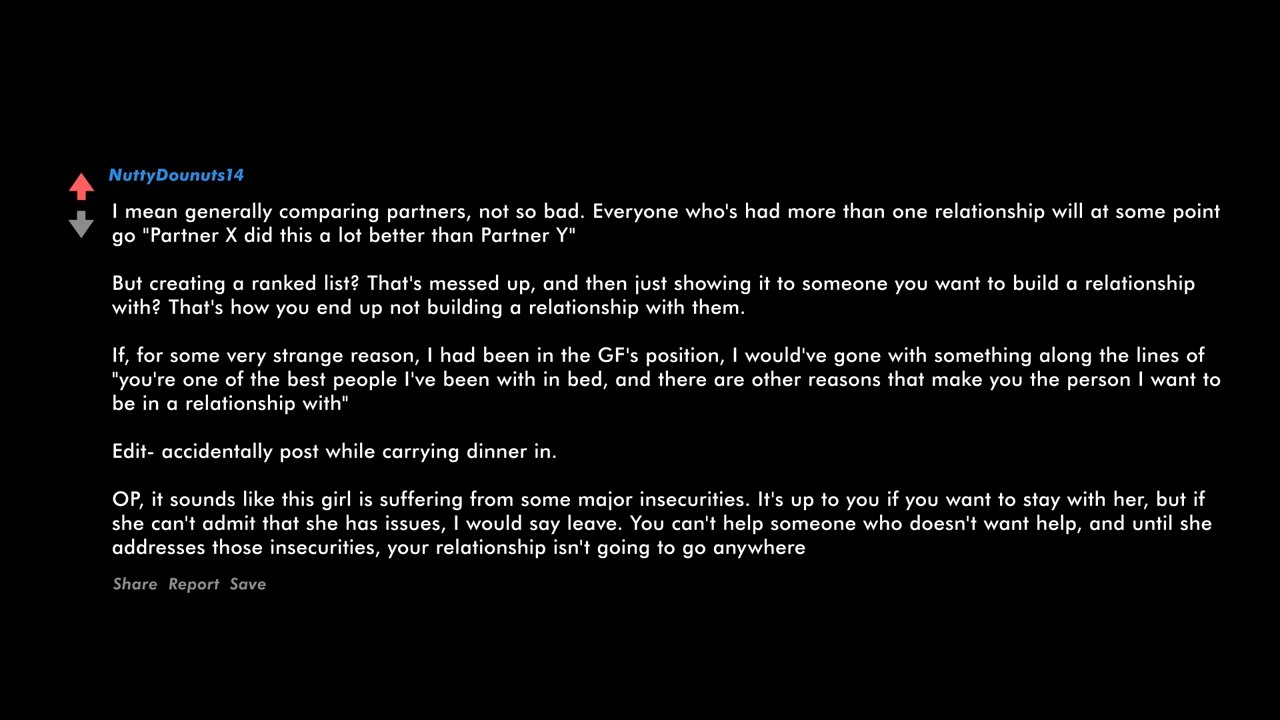 NuttyDounuts14
I mean generally comparing partners, not so bad. Everyone who's had more than one relationship will at some point
go "Partner X did this a lot better than Partner Y"
But creating a ranked list? That's messed up, and then just showing it to someone you want to build a relationship
with? That's how you end up not building a relationship with them.
If, for some very strange reason, I had been in the GF's position, I would've gone with something along the lines of
"you're one of the best people I've been with in bed, and there are other reasons that make you the person I want to
be in a relationship with"
Edit- accidentally post while carrying dinner in.
OP, it sounds like this girl is suffering from some major insecurities. It's up to you if you want to stay with her, but if
she can't admit that she has issues, I would say leave. You can't help someone who doesn't want help, and until she
addresses those insecurities, your relationship isn't going to go anywhere
Share Report Save